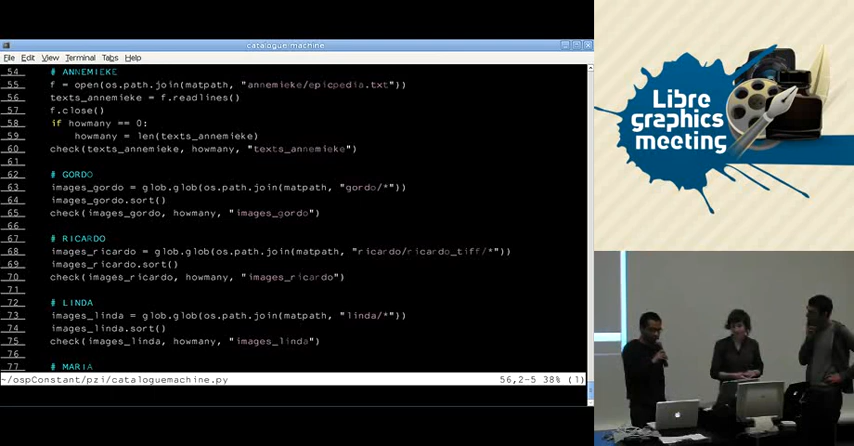 catalogue machine
File Edit View Terminal Tabs Help
54 # ANNEMIEKE
55 f = open(os.path.join(matpath, "annemieke/epicpedia.txt"))
56 texts_annemieke = f.readlines()
57 f.close()
58 if howmany == 0:
59 howmany = len(texts_annemieke)
60 check(texts_annemieke, howmany, "texts_annemieke")
61
62 # GORDO
63 images_gordo = glob.glob(os.path.join(matpath, "gordo/*"))
64 images_gordo.sort()
65 check(images_gordo, howmany, "images_gordo")
66
67 # RICARDO
68 images_ricardo = glob.glob(os.path.join(matpath, "ricardo/ricardo_tiff/*"))
69 images_ricardo.sort()
70 check(images_ricardo, howmany, "images_ricardo")
71
72 # LINDA
73 images_linda = glob.glob(os.path.join(matpath, "linda/*"))
74 images_linda.sort()
75 check(images_linda, howmany, "images_linda")
76
77 # MARIA
~/ospConstant/pzi/cataloguemachine.py 56,2-5 38% (1)
Libre
graphics
meeting